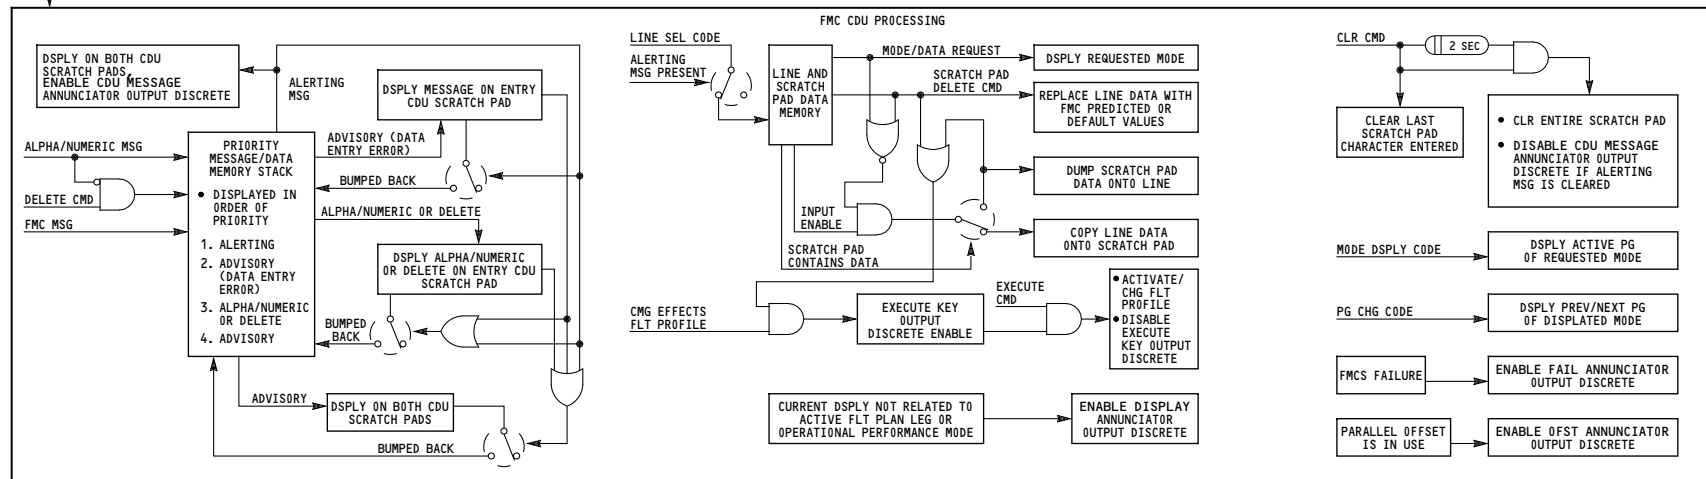 FMC CDU PROCESSING
DSPLY ON BOTH CDU
SCRATCH PADS,
ENABLE CDU MESSAGE
ANNUNCIATOR OUTPUT DISCRETE
ALERTING
MSG
DSPLY MESSAGE ON ENTRY
CDU SCRATCH PAD
ALPHA/NUMERIC MSG
DELETE CMD
FMC MSG
PRIORITY
MESSAGE/DATA
MEMORY STACK
• DISPLAYED IN
ORDER OF
PRIORITY
1. ALERTING
2. ADVISORY
(DATA ENTRY
ERROR)
3. ALPHA/NUMERIC
OR DELETE
4. ADVISORY
ADVISORY (DATA
ENTRY ERROR)
BUMPED BACK
ALPHA/NUMERIC OR DELETE
DSPLY ALPHA/NUMERIC
OR DELETE ON ENTRY CDU
SCRATCH PAD
BUMPED
BACK
ADVISORY
DSPLY ON BOTH CDU
SCRATCH PADS
BUMPED BACK
LINE SEL CODE
ALERTING
MSG PRESENT
LINE AND
SCRATCH
PAD DATA
MEMORY
MODE/DATA REQUEST
DSPLY REQUESTED MODE
SCRATCH PAD
DELETE CMD
REPLACE LINE DATA WITH
FMC PREDICTED OR
DEFAULT VALUES
DUMP SCRATCH PAD
DATA ONTO LINE
INPUT
ENABLE
COPY LINE DATA
ONTO SCRATCH PAD
SCRATCH PAD
CONTAINS DATA
CMG EFFECTS
FLT PROFILE
EXECUTE KEY
OUTPUT
DISCRETE ENABLE
EXECUTE
CMD
• ACTIVATE/
CHG FLT
PROFILE
• DISABLE
EXECUTE
KEY OUTPUT
DISCRETE
CURRENT DSPLY NOT RELATED TO
ACTIVE FLT PLAN LEG OR
OPERATIONAL PERFORMANCE MODE
ENABLE DISPLAY
ANNUNCIATOR
OUTPUT DISCRETE
CLR CMD
2 SEC
CLEAR LAST
SCRATCH PAD
CHARACTER ENTERED
• CLR ENTIRE SCRATCH PAD
• DISABLE CDU MESSAGE
ANNUNCIATOR OUTPUT
DISCRETE IF ALERTING
MSG IS CLEARED
MODE DSPLY CODE
DSPLY ACTIVE PG
OF REQUESTED MODE
PG CHG CODE
DSPLY PREV/NEXT PG
OF DISPLATED MODE
FMCS FAILURE
ENABLE FAIL ANNUNCIATOR
OUTPUT DISCRETE
PARALLEL OFFSET
IS IN USE
ENABLE OFST ANNUNCIATOR
OUTPUT DISCRETE